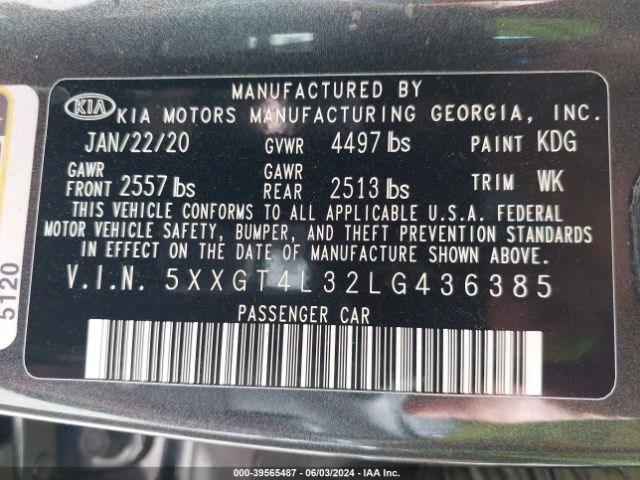 MANUFACTURED BY
KIA KIA MOTORS MANUFACTURING GEORGIA, INC.
JAN/22/20 GVWR 4497 lbs PAINT KDG
GAWR FRONT 2557 lbs GAWR REAR 2513 lbs TRIM WK
THIS VEHICLE CONFORMS TO ALL APPLICABLE U.S.A. FEDERAL
MOTOR VEHICLE SAFETY, BUMPER, AND THEFT PREVENTION STANDARDS
IN EFFECT ON THE DATE OF MANUFACTURE SHOWN ABOVE
V.I.N. 5XXGT4L32LG436385
PASSENGER CAR
5120
000-39565487 - 06/03/2024 - IAA Inc.